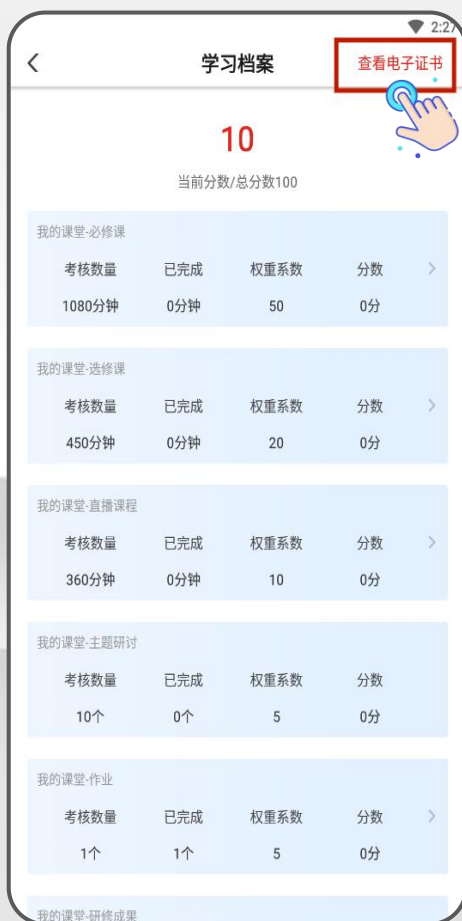 2:27
学习档案
查看电子证书
10
当前分数/总分数100
我的课堂-必修课
考核数量 已完成 权重系数 分数
1080分钟 0分钟 50 0分
我的课堂-选修课
考核数量 已完成 权重系数 分数
450分钟 0分钟 20 0分
我的课堂-直播课程
考核数量 已完成 权重系数 分数
360分钟 0分钟 10 0分
我的课堂-主题研讨
考核数量 已完成 权重系数 分数
10个 0个 5 0分
我的课堂-作业
考核数量 已完成 权重系数 分数
1个 1个 5 0分
我的课堂-研修成果